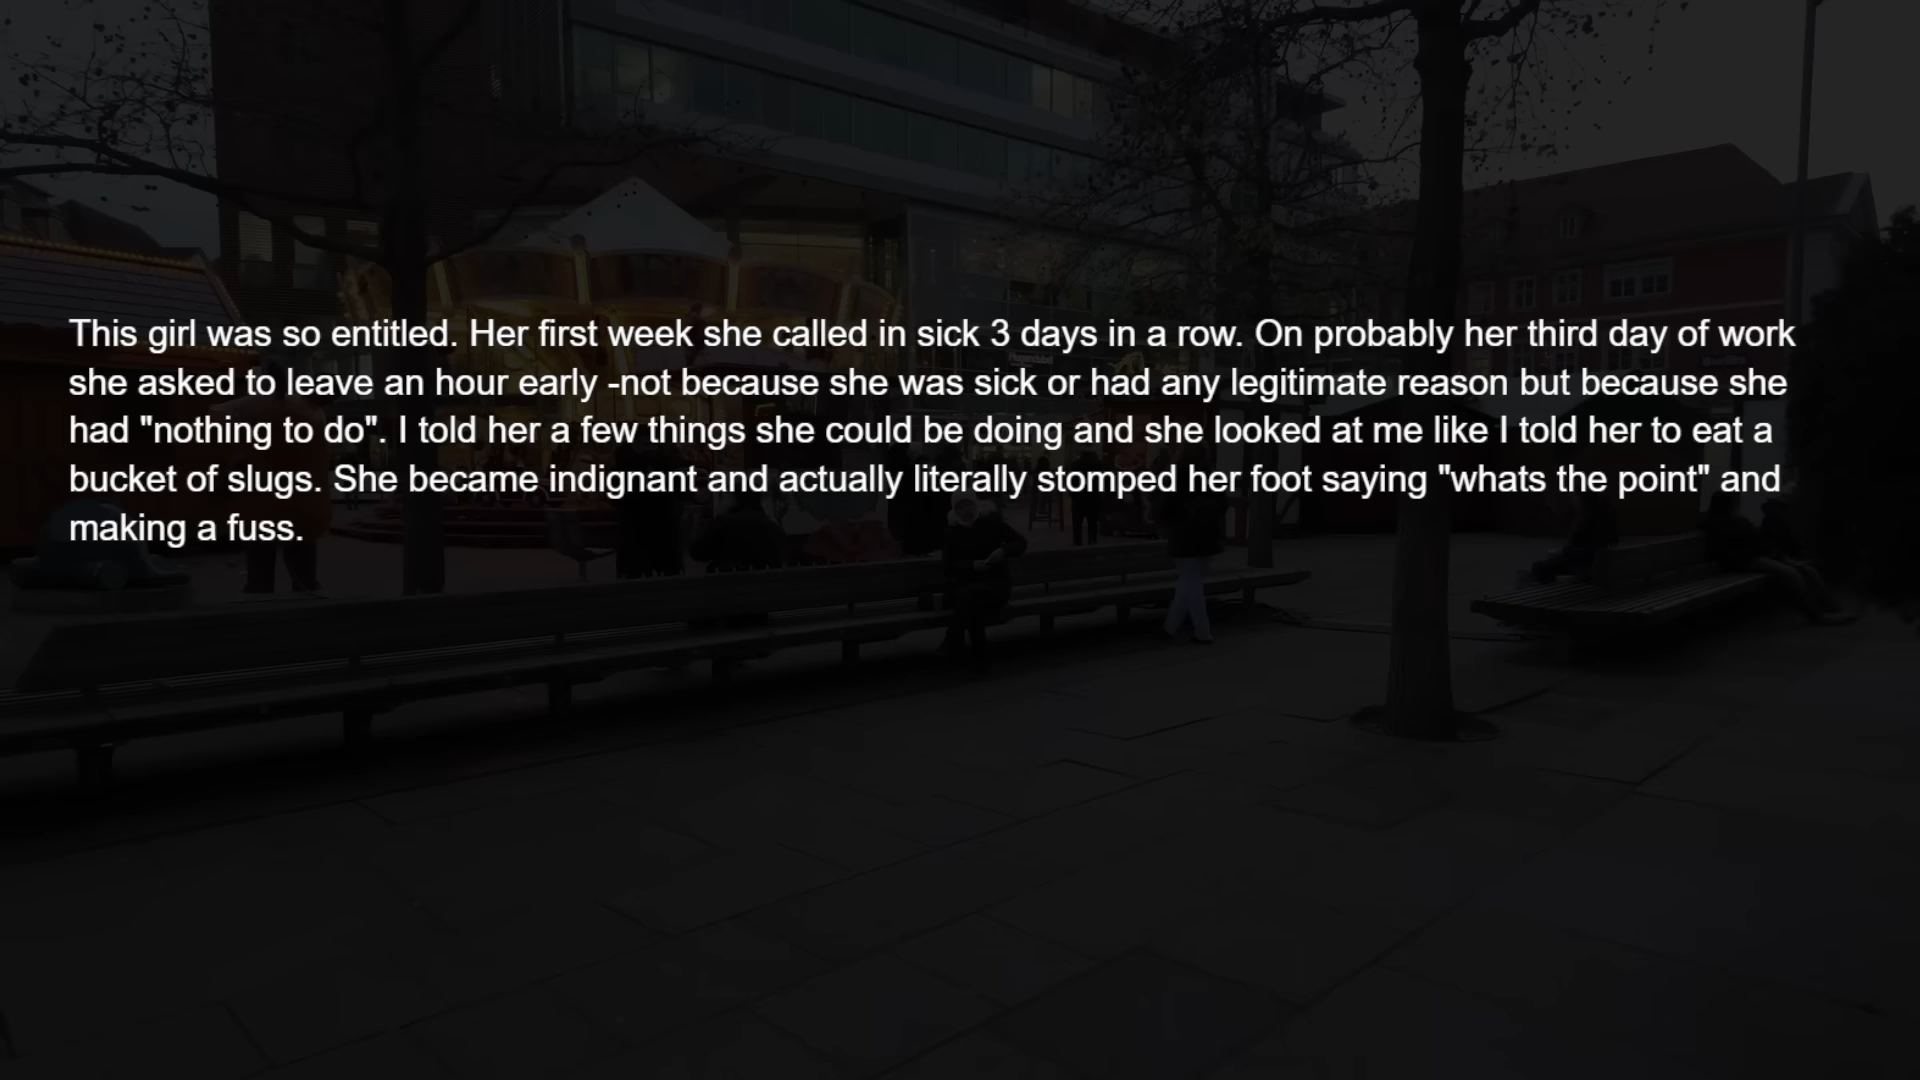 This girl was so entitled. Her first week she called in sick 3 days in a row. On probably her third day of work
she asked to leave an hour early -not because she was sick or had any legitimate reason but because she
had "nothing to do". I told her a few things she could be doing and she looked at me like I told her to eat a
bucket of slugs. She became indignant and actually literally stomped her foot saying "whats the point" and
making a fuss.